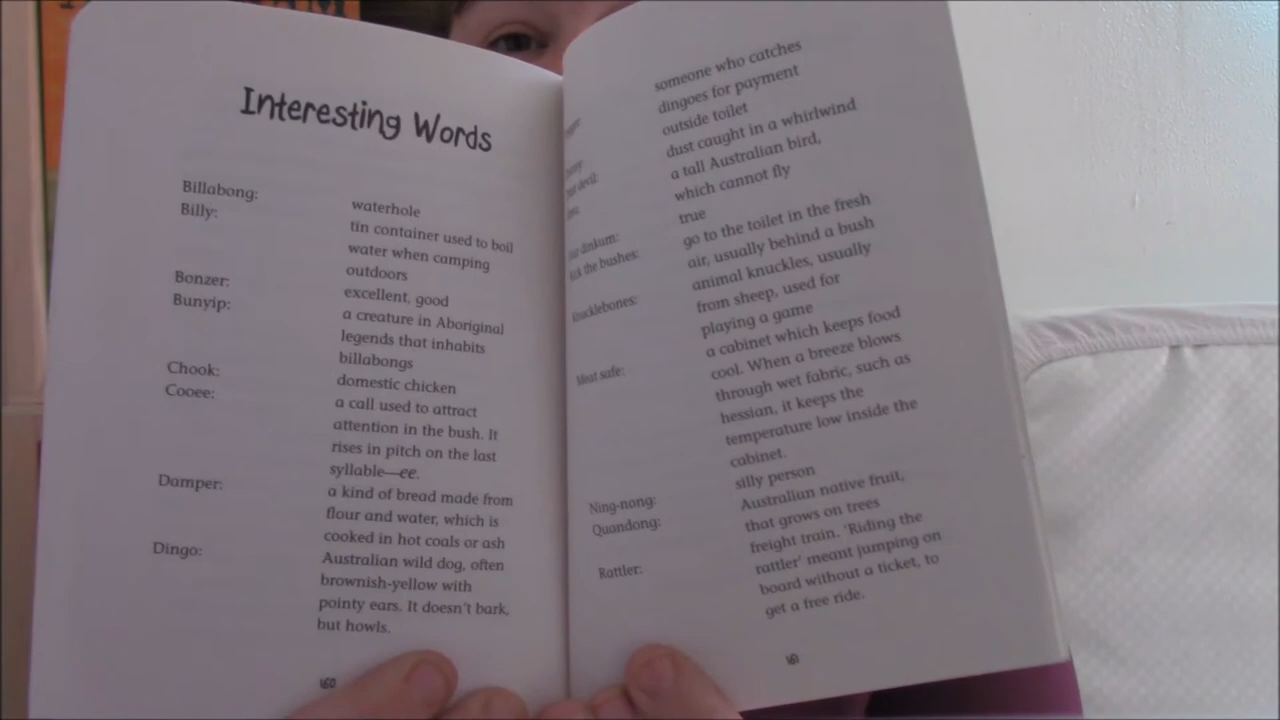 Interesting Words
Billabong: waterhole
Billy: tin container used to boil
water when camping
outdoors
Bonzer: excellent, good
Bunyip: a creature in Aboriginal
legends that inhabits
billabongs
Chook: domestic chicken
Cooee: a call used to attract
attention in the bush. It
rises in pitch on the last
syllable—ee.
Damper: a kind of bread made from
flour and water, which is
cooked in hot coals or ash
Dingo: Australian wild dog, often
brownish-yellow with
pointy ears. It doesn't bark,
but howls.
160
someone who catches
dingoes for payment
outside toilet
devil: dust caught in a whirlwind
a tall Australian bird,
which cannot fly
dinkum: true
the bushes: go to the toilet in the fresh
air, usually behind a bush
Knucklebones: animal knuckles, usually
from sheep, used for
playing a game
Meat safe: a cabinet which keeps food
cool. When a breeze blows
through wet fabric, such as
hessian, it keeps the
temperature low inside the
cabinet.
Ning-nong: silly person
Quandong: Australian native fruit,
that grows on trees
Rattler: freight train. 'Riding the
rattler' meant jumping on
board without a ticket, to
get a free ride.
161